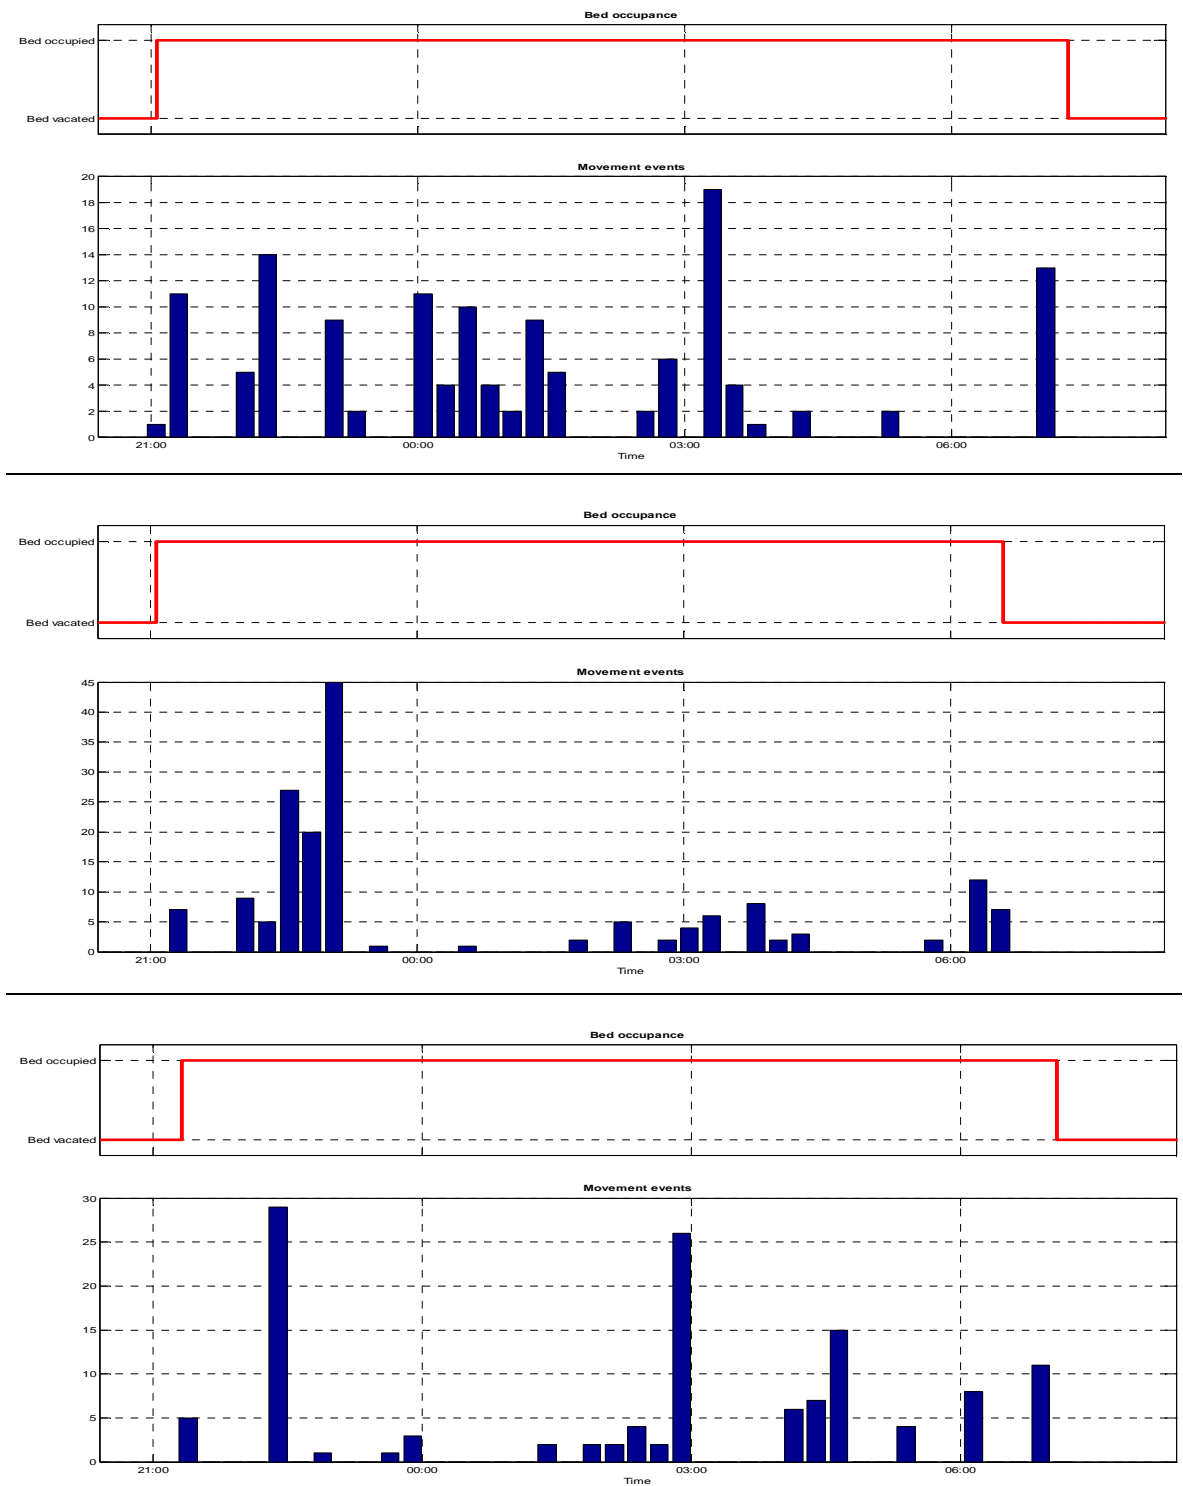 Bed occupance
Bed occupied
Bed vacated
Movement events
20
18
16
14
12
10
8
6
4
2
0
21:00 00:00 03:00 06:00
Time
Bed occupance
Bed occupied
Bed vacated
Movement events
45
40
35
30
25
20
15
10
5
0
21:00 00:00 03:00 06:00
Time
Bed occupance
Bed occupied
Bed vacated
Movement events
30
25
20
15
10
5
0
21:00 00:00 03:00 06:00
Time